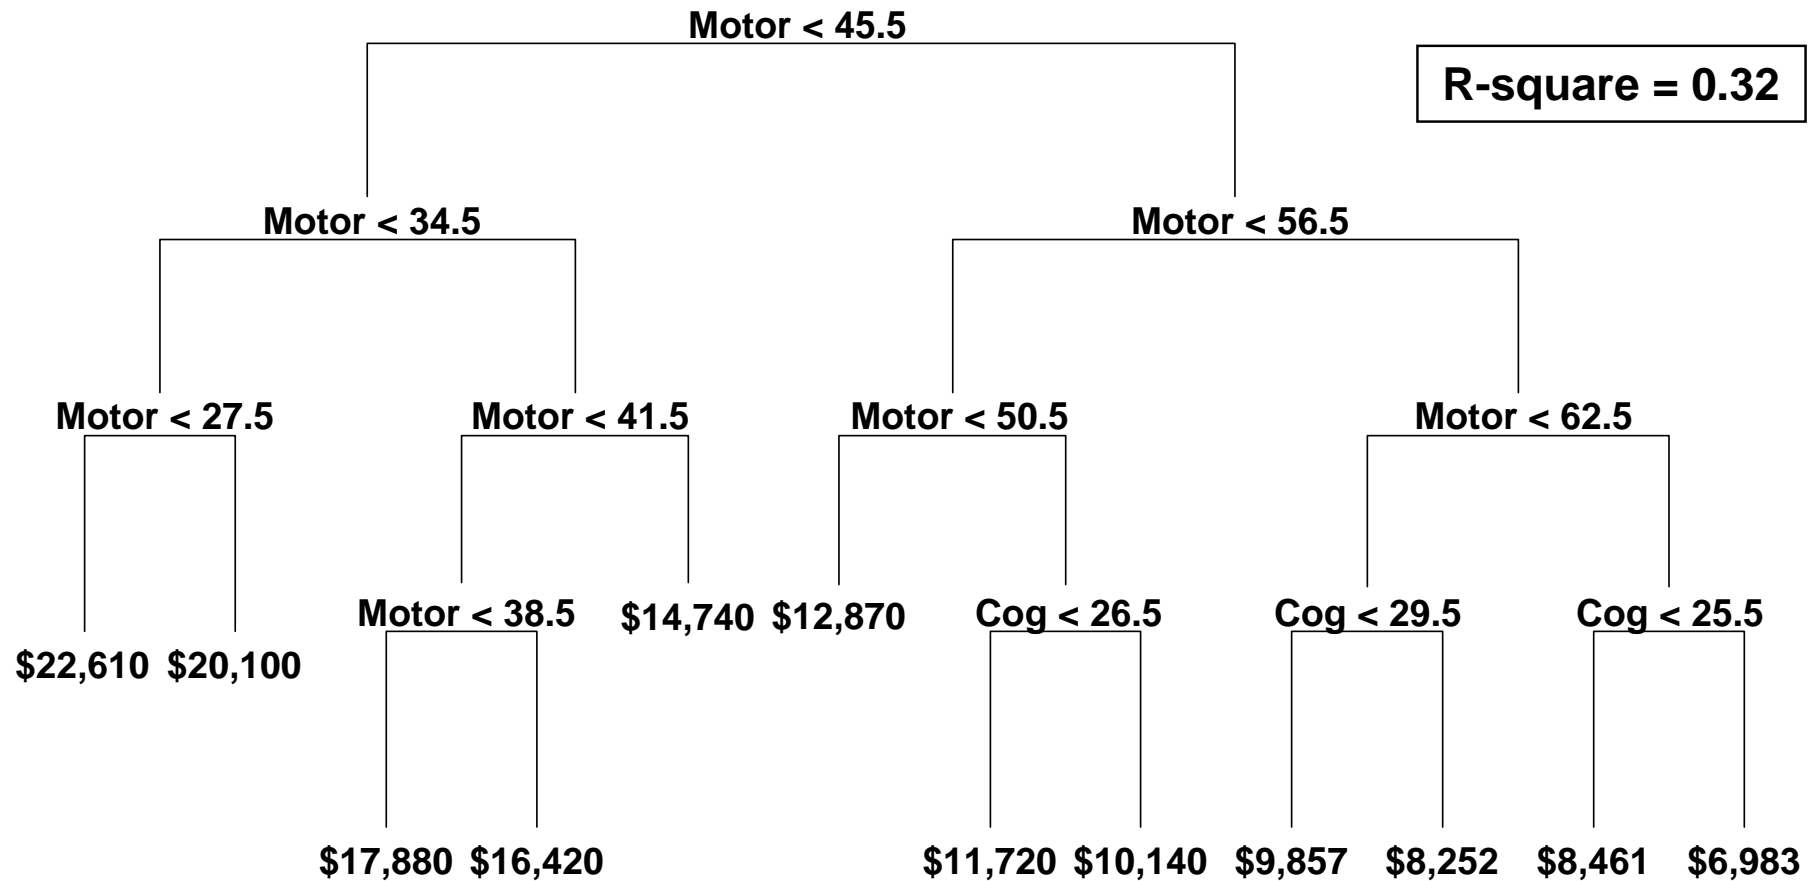 Motor < 45.5
R-square = 0.32
Motor < 34.5
Motor < 56.5
Motor < 27.5
Motor < 41.5
Motor < 50.5
Motor < 62.5
Motor < 38.5
$14,740
$12,870
Cog < 26.5
Cog < 29.5
Cog < 25.5
$22,610
$20,100
$17,880
$16,420
$11,720
$10,140
$9,857
$8,252
$8,461
$6,983